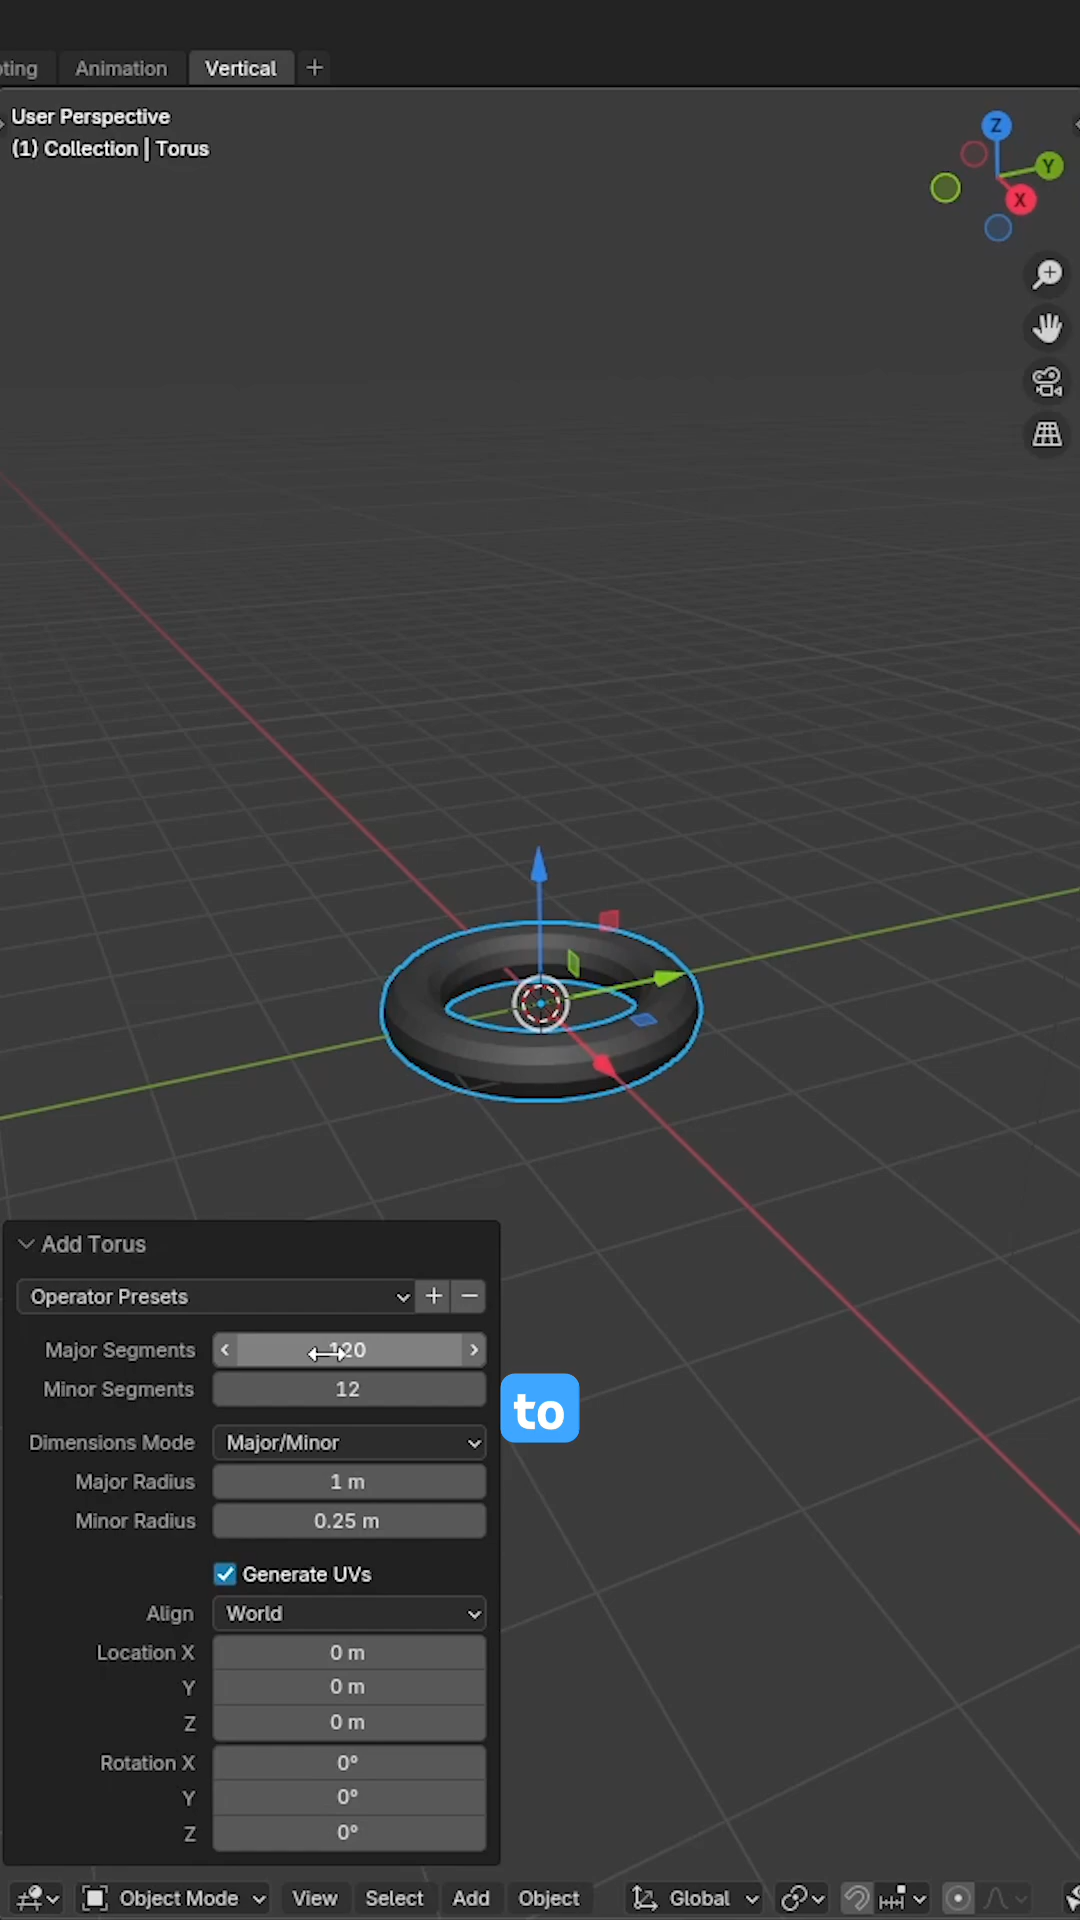 Animation Vertical +
User Perspective
(1) Collection | Torus
Z
Y
X
Add Torus
Operator Presets
Major Segments 120
Minor Segments 12
to
Dimensions Mode Major/Minor
Major Radius 1 m
Minor Radius 0.25 m
Generate UVs
Align World
Location X 0 m
Y 0 m
Z 0 m
Rotation X 0°
Y 0°
Z 0°
Object Mode View Select Add Object Global